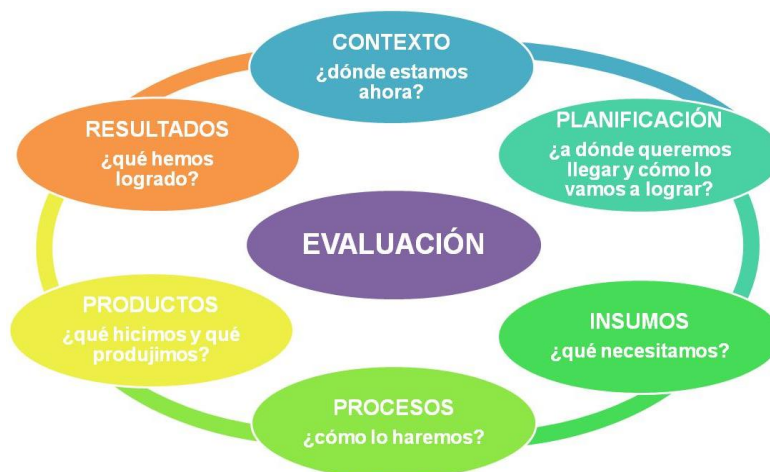 CONTEXTO
¿dónde estamos
ahora?
PLANIFICACIÓN
¿a dónde queremos
llegar y cómo lo
vamos a lograr?
INSUMOS
¿qué necesitamos?
PROCESOS
¿cómo lo haremos?
PRODUCTOS
¿qué hicimos y qué
produjimos?
RESULTADOS
¿qué hemos
logrado?
EVALUACIÓN